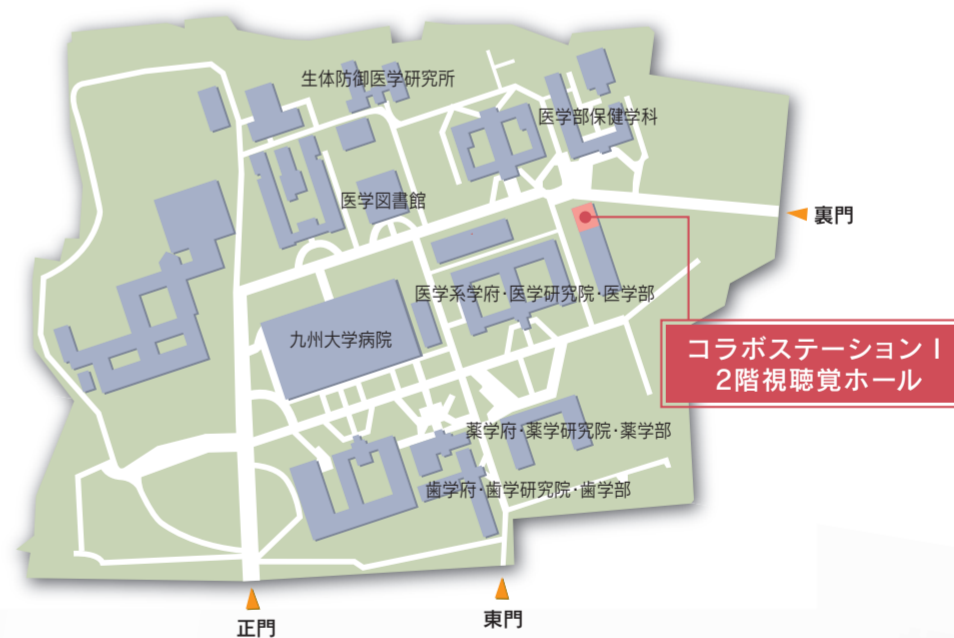 生体防御医学研究所
医学部保健学科
医学図書館
裏門
医学系学府・医学研究院・医学部
九州大学病院
コラボステーションⅠ
2階視聴覚ホール
薬学府・薬学研究院・薬学部
歯学府・歯学研究院・歯学部
正門
東門